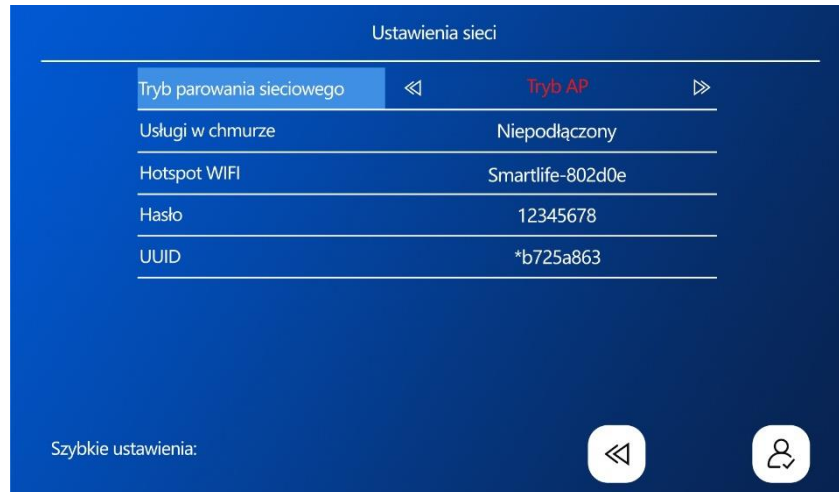 Ustawienia sieci
Tryb parowania sieciowego Tryb AP
Usługi w chmurze Niepodłączony
Hotspot WIFI Smartlife-802d0e
Hasło 12345678
UUID *b725a863
Szybkie ustawienia: